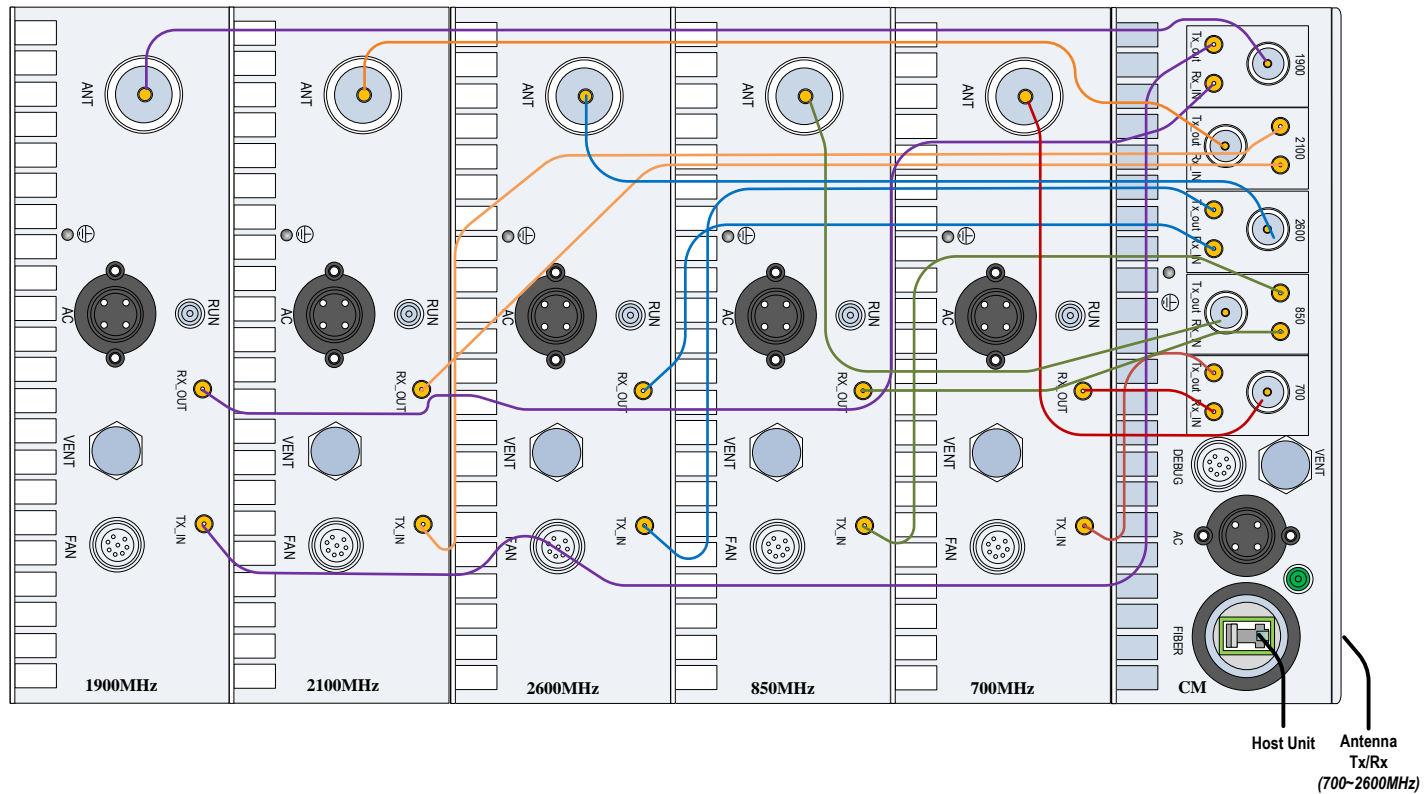 ANT
ANT
ANT
ANT
ANT
Tx_out
Rx_IN
1900
Tx_out
Rx_IN
2100
Tx_out
Rx_IN
2600
Tx_out
Rx_IN
850
Tx_out
Rx_IN
700
AC
RUN
AC
RUN
AC
RUN
AC
RUN
AC
RUN
RX_OUT
RX_OUT
RX_OUT
RX_OUT
RX_OUT
VENT
VENT
VENT
VENT
VENT
DEBUG
VENT
FAN
TX_IN
FAN
TX_IN
FAN
TX_IN
FAN
TX_IN
FAN
TX_IN
AC
FIBER
1900MHz
2100MHz
2600MHz
850MHz
700MHz
CM
Host Unit
Antenna
Tx/Rx
(700~2600MHz)